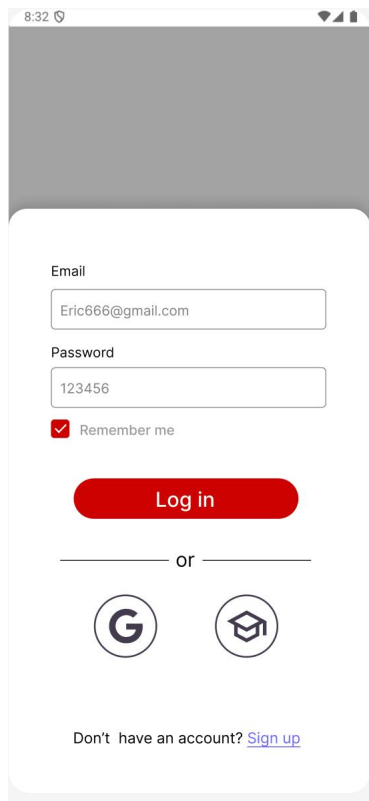 8:32
Email
Eric666@gmail.com
Password
123456
Remember me
Log in
or
G
Don't have an account? Sign up